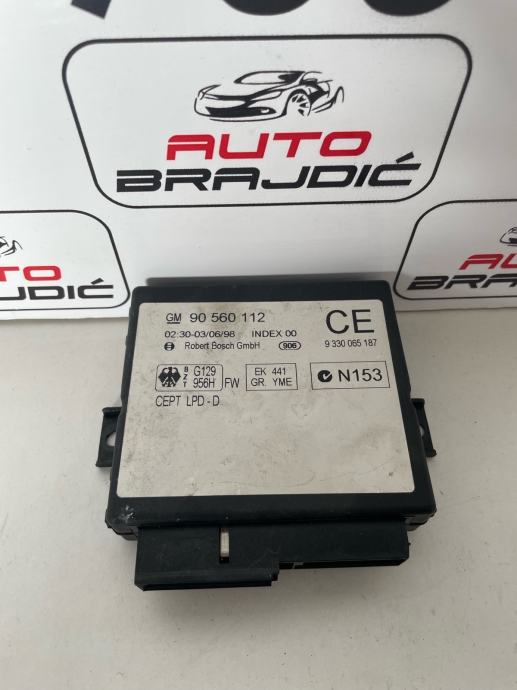 AUTO
BRAJDIĆ
AUTO
BRAJDIĆ
AUTO
BRAJD
GM 90 560 112
CE
02:30-03/06/98 INDEX 00
Robert Bosch GmbH 906
9 330 065 187
B Z T G129 956H FW
EK 441
GR. YME
N153
CEPT LPD - D